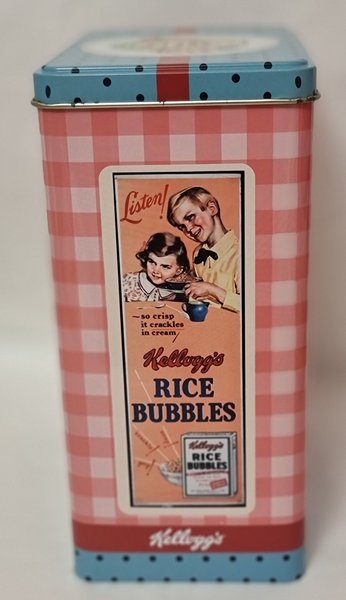 Listen!
—so crisp
it crackles
in cream
Kellogg's
RICE
BUBBLES
Kellogg's
RICE
BUBBLES
Kellogg's